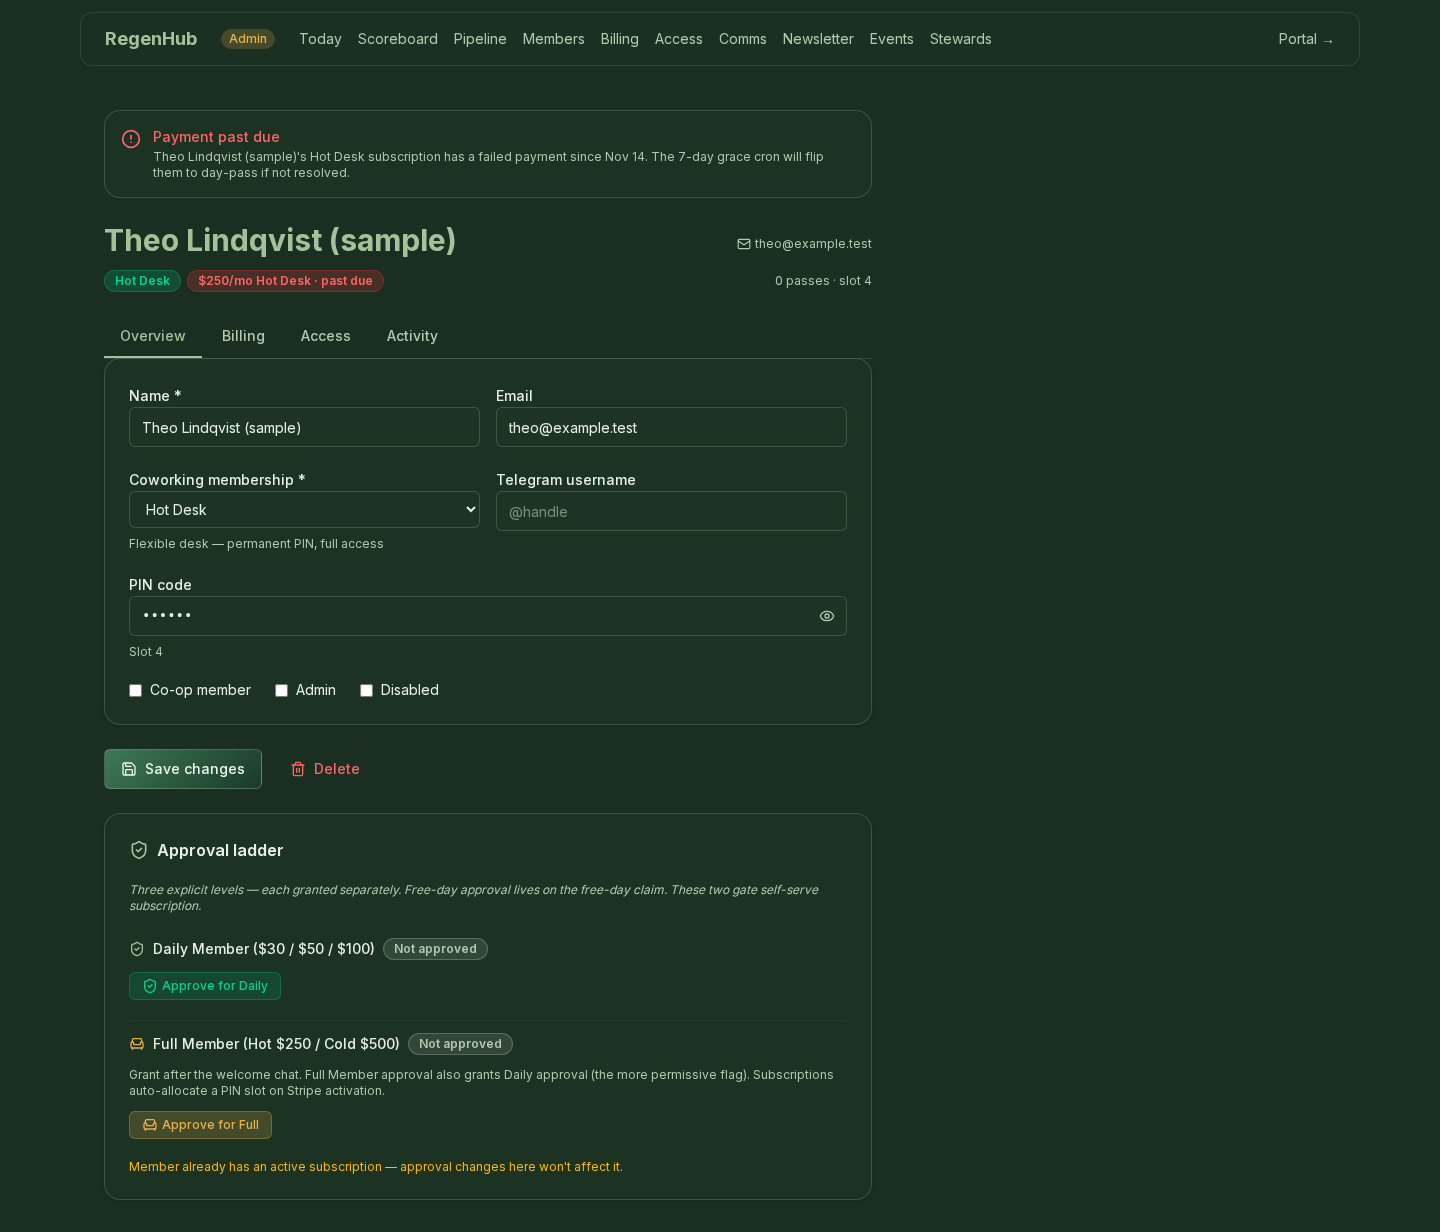 RegenHub Admin Today Scoreboard Pipeline Members Billing Access Comms Newsletter Events Stewards Portal →
Payment past due
Theo Lindqvist (sample)'s Hot Desk subscription has a failed payment since Nov 14. The 7-day grace cron will flip
them to day-pass if not resolved.
Theo Lindqvist (sample) theo@example.test
Hot Desk $250/mo Hot Desk · past due 0 passes · slot 4
Overview Billing Access Activity
Name * Email
Theo Lindqvist (sample) theo@example.test
Coworking membership * Telegram username
Hot Desk @handle
Flexible desk — permanent PIN, full access
PIN code
••••••
Slot 4
Co-op member Admin Disabled
Save changes Delete
Approval ladder
Three explicit levels — each granted separately. Free-day approval lives on the free-day claim. These two gate self-serve
subscription.
Daily Member ($30 / $50 / $100) Not approved
Approve for Daily
Full Member (Hot $250 / Cold $500) Not approved
Grant after the welcome chat. Full Member approval also grants Daily approval (the more permissive flag). Subscriptions
auto-allocate a PIN slot on Stripe activation.
Approve for Full
Member already has an active subscription — approval changes here won't affect it.